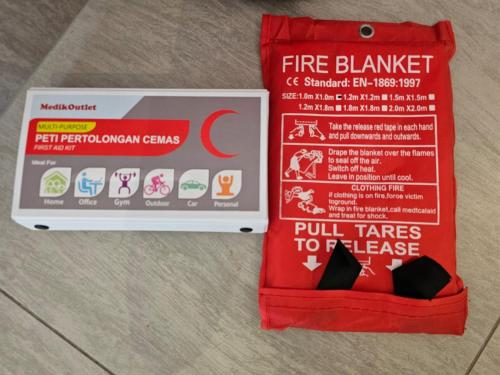 MedikOutlet
MULTI-PURPOSE
PETI PERTOLONGAN CEMAS
FIRST AID KIT
Ideal For
Home
Office
Gym
Outdoor
Car
Personal
FIRE BLANKET
CE Standard: EN-1869:1997
SIZE:1.0m X1.0m 1.2m X1.2m 1.5m X1.5m
1.2m X1.8m 1.8m X1.8m 2.0m X2.0m
Take the release red tape in each hand
and pull downwards and outwards.
Drape the blanket over the flames
to seal off the air.
Switch off heat.
Leave in position until cool.
CLOTHING FIRE
if clothing is on fire,foroe victim
toground.
Wrap in fire blanket,call medtcalaid
and treat for shock.
PULL TARES
TO RELEASE